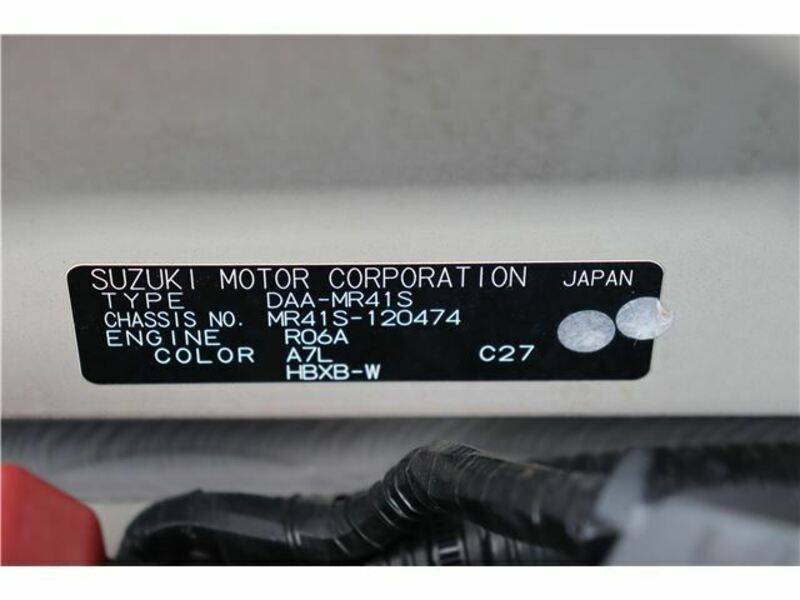 SUZUKI MOTOR CORPORATION JAPAN
TYPE DAA-MR41S
CHASSIS NO. MR41S-120474
ENGINE R06A
COLOR A7L C27
HBXB-W